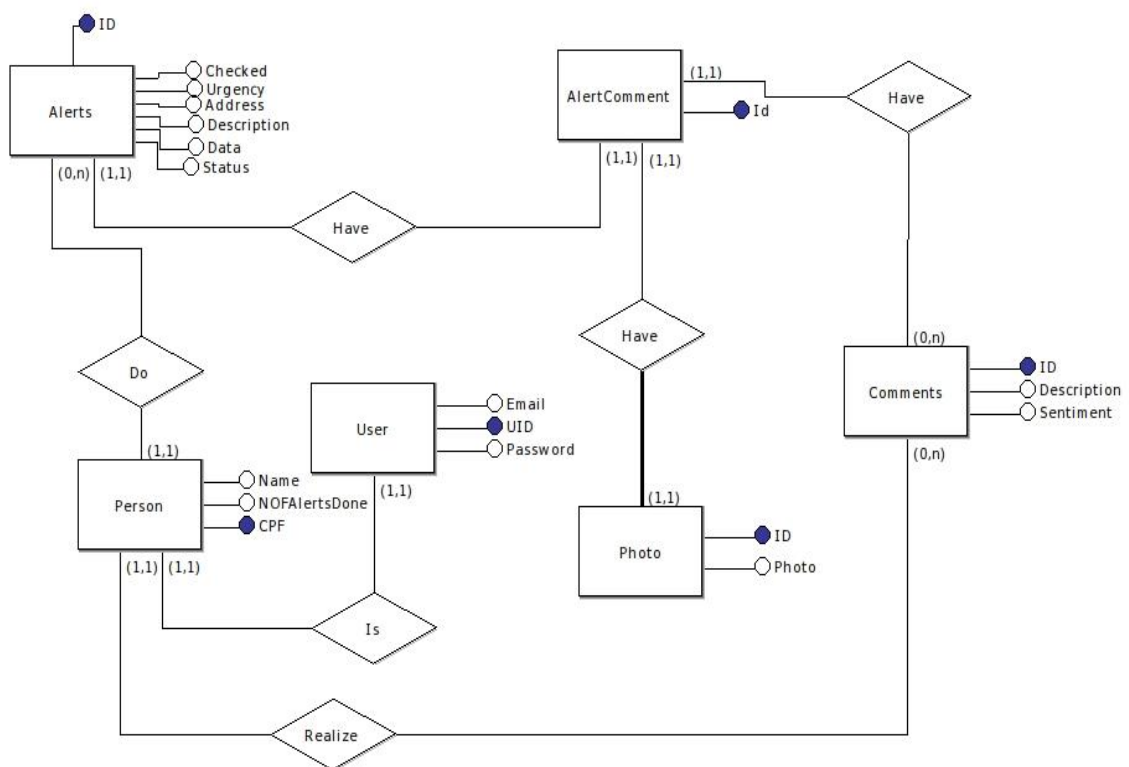 ID
Alerts
Checked
Urgency
Address
Description
Data
Status
(0,n)
(1,1)
AlertComment
(1,1)
Id
(1,1)
(1,1)
Have
Have
Have
Do
(1,1)
User
Email
UID
Password
(1,1)
(0,n)
Comments
ID
Description
Sentiment
(0,n)
Person
Name
NOFAlertsDone
CPF
(1,1)
(1,1)
(1,1)
Photo
ID
Photo
Is
Realize